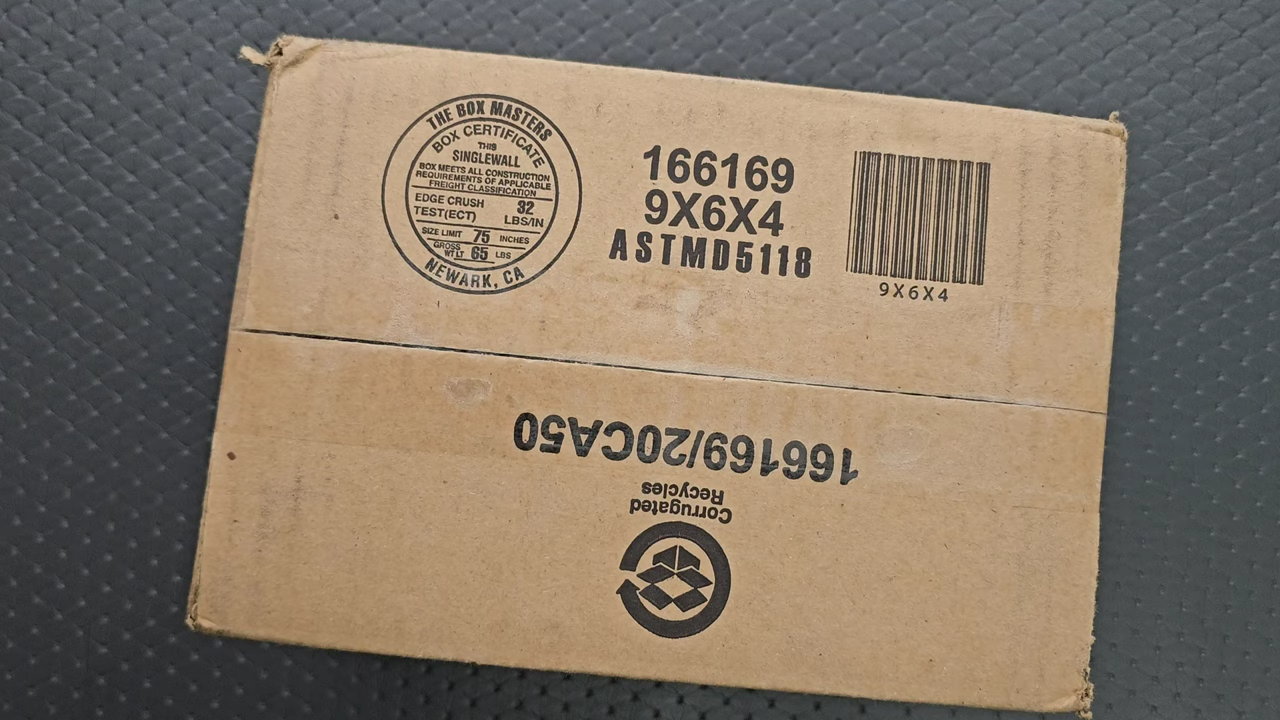 THE BOX MASTERS
BOX CERTIFICATE
THIS
SINGLEWALL
BOX MEETS ALL CONSTRUCTION
REQUIREMENTS OF APPLICABLE
FREIGHT CLASSIFICATION
EDGE CRUSH
TEST(ECT) 32 LBS/IN
SIZE LIMIT 75 INCHES
GROSS
WT LT 65 LBS
NEWARK, CA
166169
9X6X4
ASTMD5118
9X6X4
166169/20CA50
Corrugated
Recycles